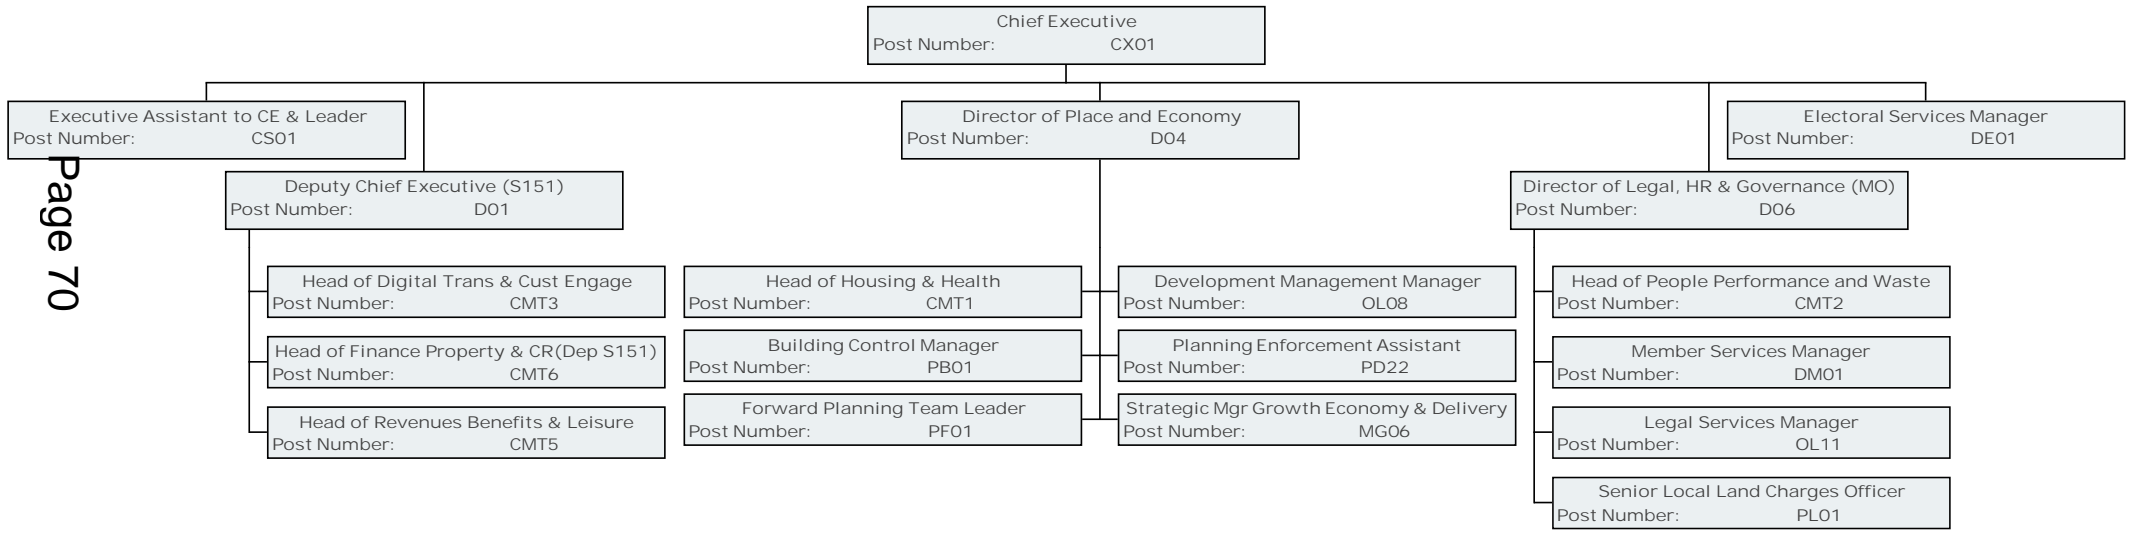 Chief Executive
Post Number: CX01
Executive Assistant to CE & Leader
Post Number: CS01
Director of Place and Economy
Post Number: D04
Electoral Services Manager
Post Number: DE01
Page 70
Deputy Chief Executive (S151)
Post Number: D01
Director of Legal, HR & Governance (MO)
Post Number: D06
Head of Digital Trans & Cust Engage
Post Number: CMT3
Head of Finance Property & CR(Dep S151)
Post Number: CMT6
Head of Revenues Benefits & Leisure
Post Number: CMT5
Head of Housing & Health
Post Number: CMT1
Development Management Manager
Post Number: OL08
Building Control Manager
Post Number: PB01
Planning Enforcement Assistant
Post Number: PD22
Forward Planning Team Leader
Post Number: PF01
Strategic Mgr Growth Economy & Delivery
Post Number: MG06
Head of People Performance and Waste
Post Number: CMT2
Member Services Manager
Post Number: DM01
Legal Services Manager
Post Number: OL11
Senior Local Land Charges Officer
Post Number: PL01